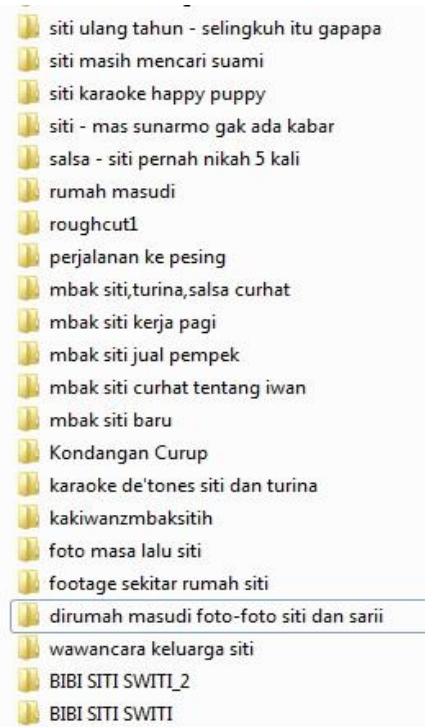 siti ulang tahun - selingkuh itu gapapa
siti masih mencari suami
siti karaoke happy puppy
siti - mas sunarmo gak ada kabar
salsa - siti pernah nikah 5 kali
rumah masudi
roughcut1
perjalanan ke pesing
mbak siti,turina,salsa curhat
mbak siti kerja pagi
mbak siti jual pempek
mbak siti curhat tentang iwan
mbak siti baru
Kondangan Curup
karaoke de'tones siti dan turina
kakiwanzmbaksitih
foto masa lalu siti
footage sekitar rumah siti
dirumah masudi foto-foto siti dan sarii
wawancara keluarga siti
BIBI SITI SWITI_2
BIBI SITI SWITI